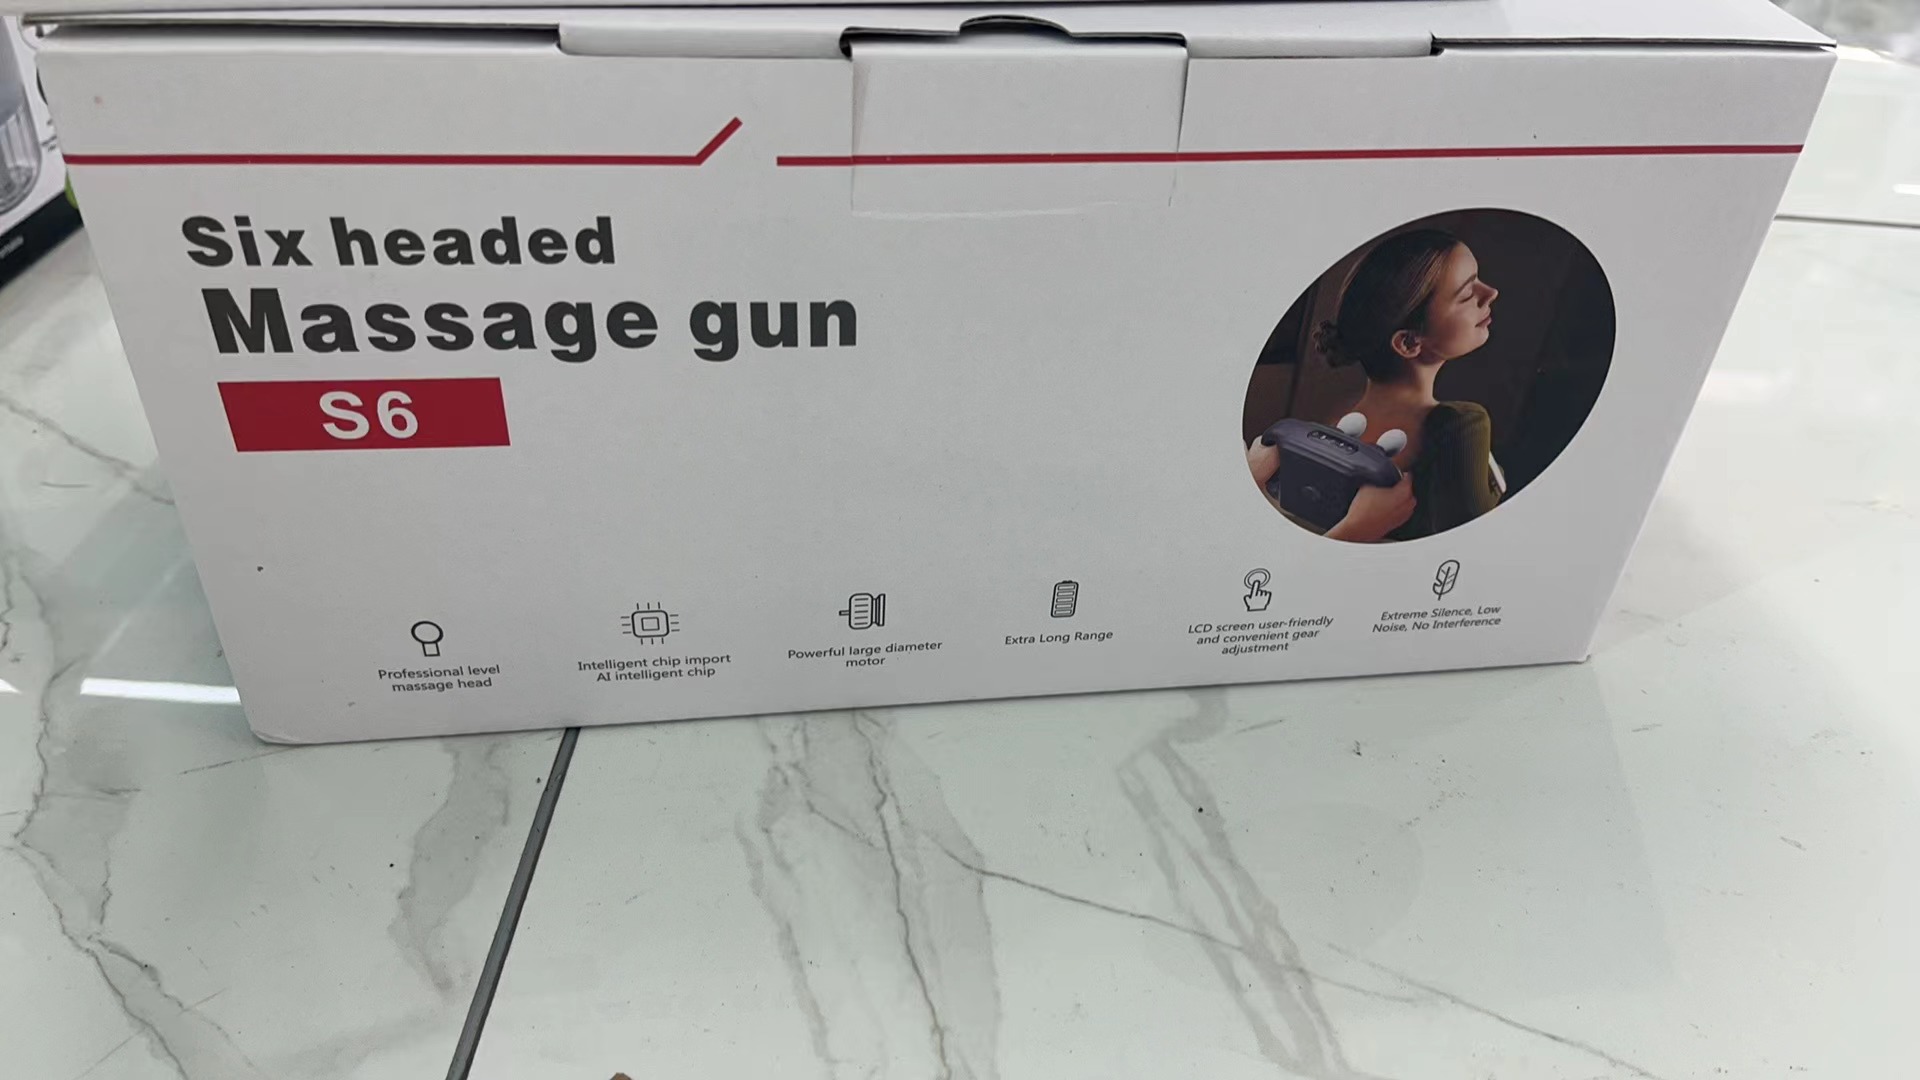 Six headed
Massage gun
S6
Professional level
massage head
Intelligent chip import
AI intelligent chip
Powerful large diameter
motor
Extra Long Range
LCD screen user-friendly
and convenient gear
adjustment
Extreme Silence, Low
Noise, No Interference